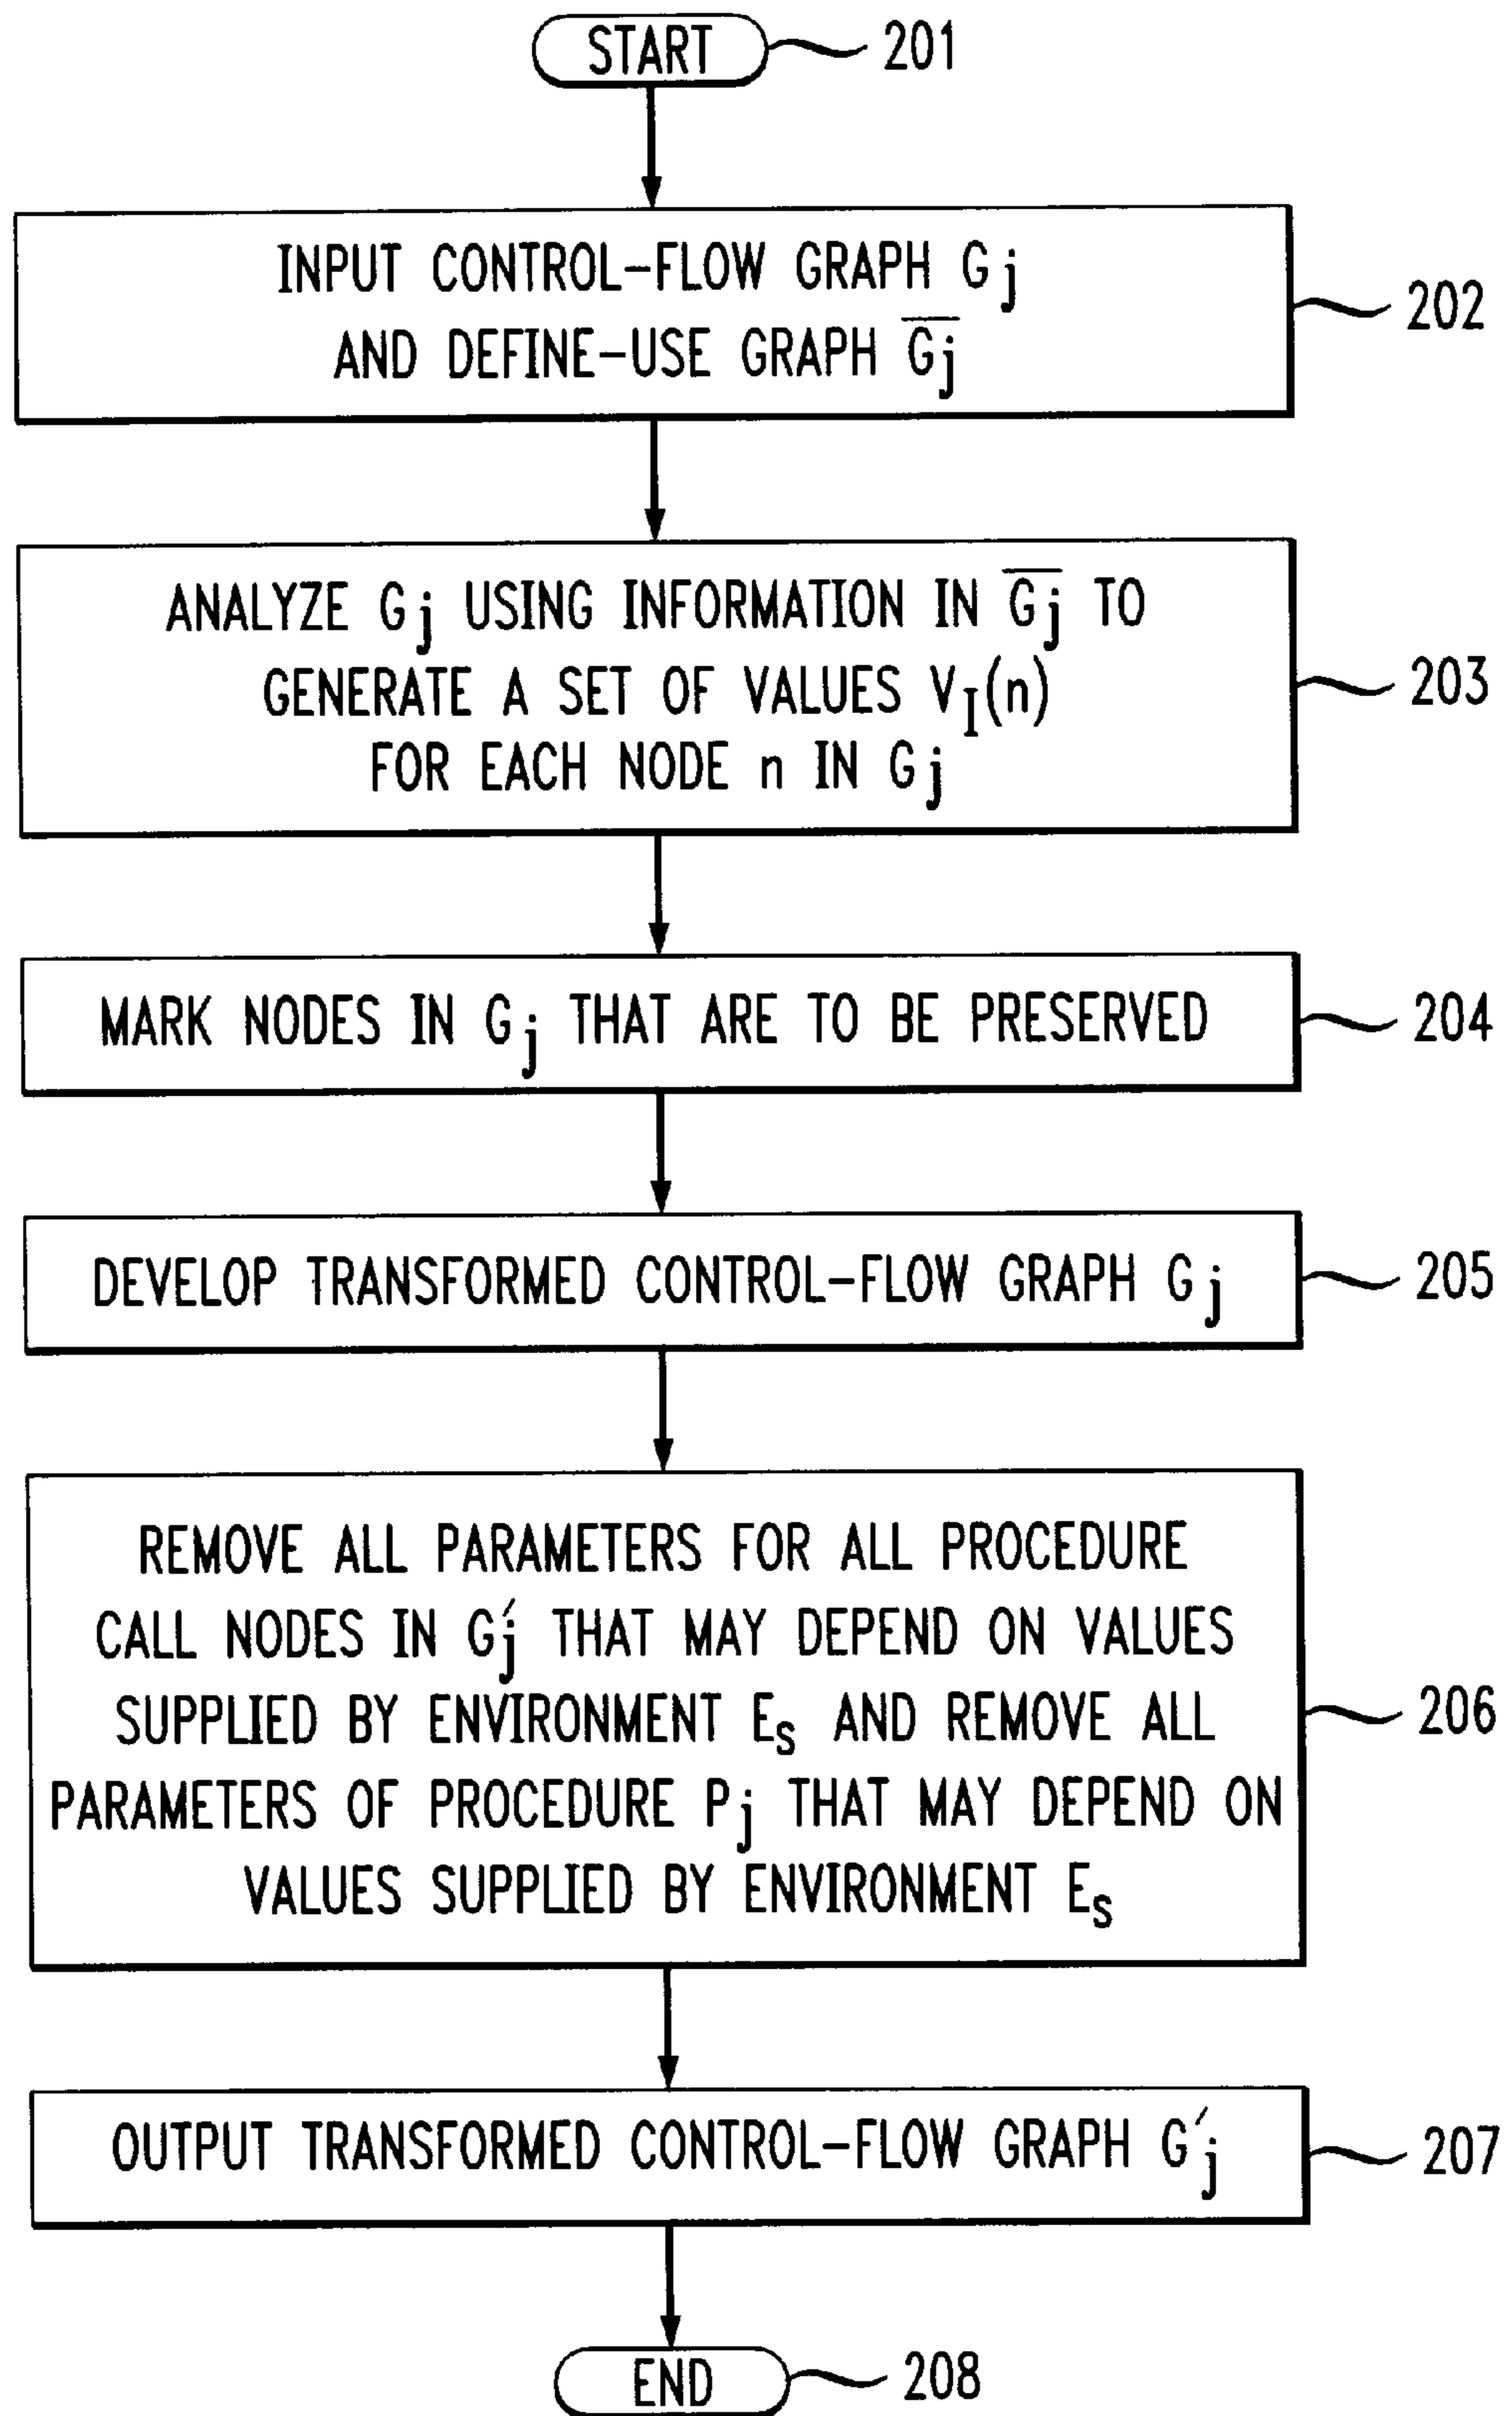 START 201
INPUT CONTROL-FLOW GRAPH Gj
AND DEFINE-USE GRAPH G̅j̅
202
ANALYZE Gj USING INFORMATION IN G̅j̅ TO
GENERATE A SET OF VALUES VI(n)
FOR EACH NODE n IN Gj
203
MARK NODES IN Gj THAT ARE TO BE PRESERVED 204
DEVELOP TRANSFORMED CONTROL-FLOW GRAPH Gj 205
REMOVE ALL PARAMETERS FOR ALL PROCEDURE
CALL NODES IN G′j THAT MAY DEPEND ON VALUES
SUPPLIED BY ENVIRONMENT Es AND REMOVE ALL
PARAMETERS OF PROCEDURE Pj THAT MAY DEPEND ON
VALUES SUPPLIED BY ENVIRONMENT Es
206
OUTPUT TRANSFORMED CONTROL-FLOW GRAPH G′j 207
END 208